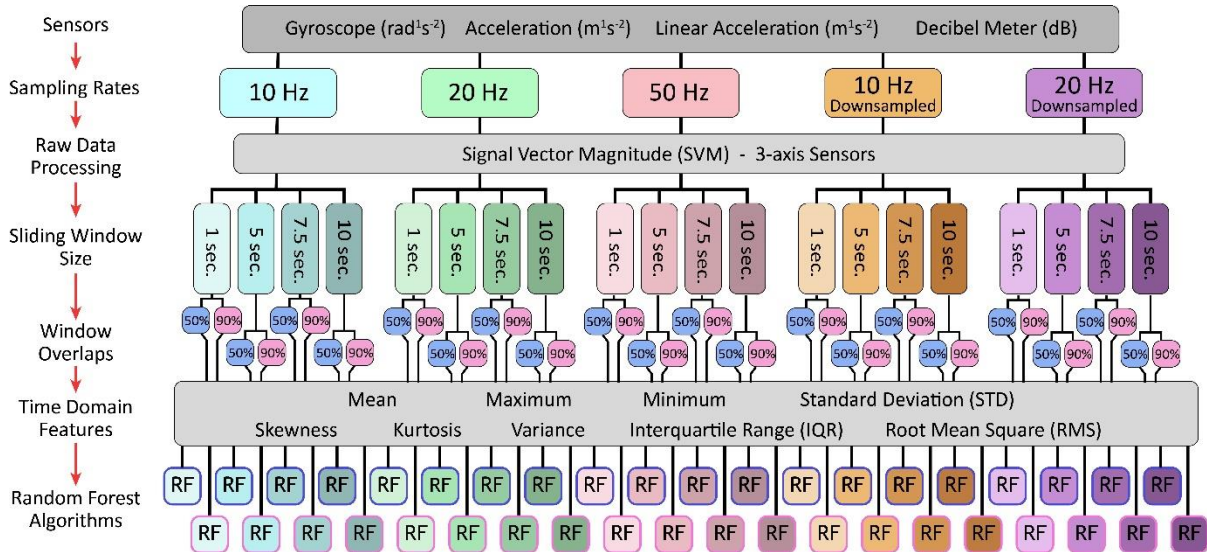 Sensors
Gyroscope (rad¹s⁻²) Acceleration (m¹s⁻²) Linear Acceleration (m¹s⁻²) Decibel Meter (dB)
Sampling Rates
10 Hz 20 Hz 50 Hz 10 Hz 20 Hz
Downsampled Downsampled
Raw Data
Processing
Signal Vector Magnitude (SVM) - 3-axis Sensors
Sliding Window
Size
1 sec. 5 sec. 7.5 sec. 10 sec. 1 sec. 5 sec. 7.5 sec. 10 sec. 1 sec. 5 sec. 7.5 sec. 10 sec. 1 sec. 5 sec. 7.5 sec. 10 sec. 1 sec. 5 sec. 7.5 sec. 10 sec.
Window
Overlaps
50% 90% 50% 90% 50% 90% 50% 90% 50% 90% 50% 90% 50% 90% 50% 90% 50% 90% 50% 90%
50% 90% 50% 90% 50% 90% 50% 90% 50% 90% 50% 90% 50% 90% 50% 90% 50% 90% 50% 90%
Time Domain
Features
Mean Maximum Minimum Standard Deviation (STD)
Skewness Kurtosis Variance Interquartile Range (IQR) Root Mean Square (RMS)
Random Forest
Algorithms
RF RF RF RF RF RF RF RF RF RF RF RF RF RF RF RF RF RF RF RF
RF RF RF RF RF RF RF RF RF RF RF RF RF RF RF RF RF RF RF RF